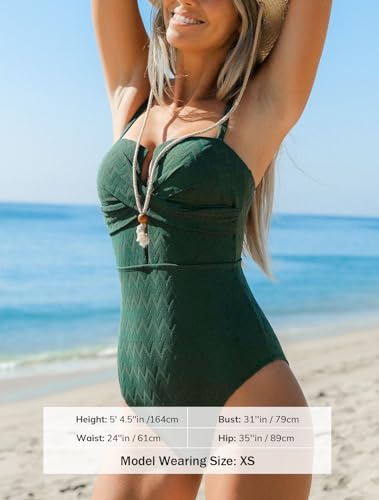 Height: 5' 4.5"in /164cm Bust: 31"in / 79cm
Waist: 24"in / 61cm Hip: 35"in / 89cm
Model Wearing Size: XS